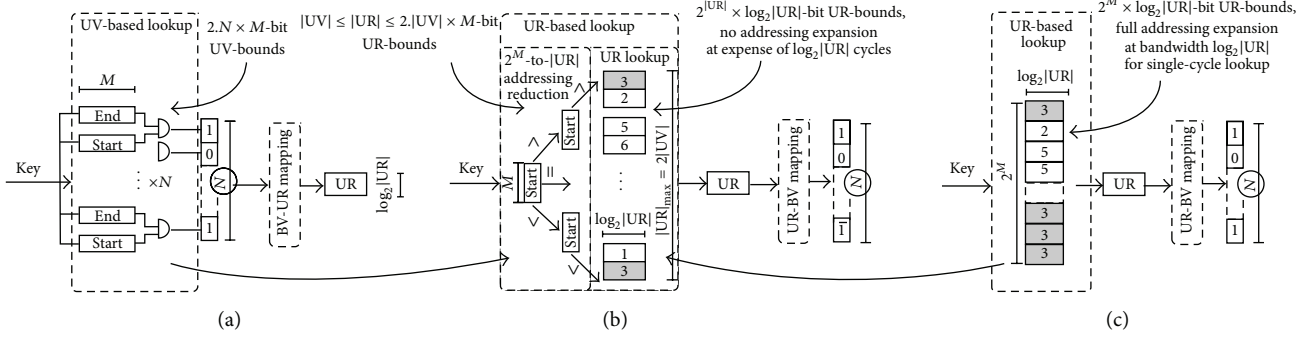 UV-based lookup
2.N × M-bit
UV-bounds
M
End
Start
Key
⋮ ×N
End
Start
1
0
1
N
BV-UR mapping
UR
log₂|UR|
(a)
|UV| ≤ |UR| ≤ 2.|UV| × M-bit
UR-bounds
UR-based lookup
2^M-to-|UR|
addressing
reduction
UR lookup
Key
M
Start
>
=
<
Start
Start
>
<
3
2
5
6
⋮
log₂|UR|
1
3
|UR|max = 2|UV|
2^|UR| × log₂|UR|-bit UR-bounds,
no addressing expansion
at expense of log₂|UR| cycles
UR
UR-BV mapping
1
0
1
N
(b)
UR-based
lookup
log₂|UR|
Key
2^M
3
2
5
5
3
3
3
2^M × log₂|UR|-bit UR-bounds,
full addressing expansion
at bandwidth log₂|UR|
for single-cycle lookup
UR
UR-BV mapping
1
0
1
N
(c)